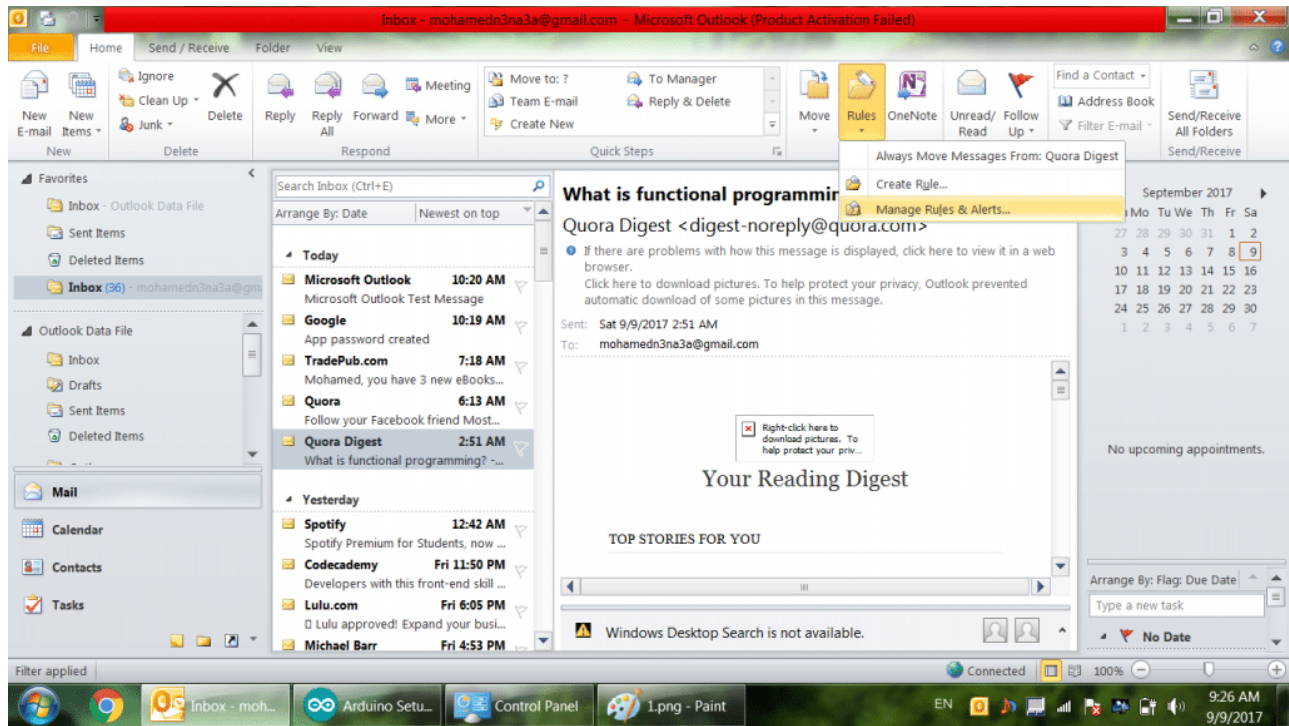 Inbox - mohamedn3na3a@gmail.com - Microsoft Outlook (Product Activation Failed)
File Home Send / Receive Folder View
New E-mail
New Items
New
Ignore
Clean Up
Junk
Delete
Delete
Reply
Reply All
Forward
Meeting
More
Respond
Move to: ?
Team E-mail
Create New
To Manager
Reply & Delete
Quick Steps
Move
Rules
OneNote
Unread/ Read
Follow Up
Find a Contact
Address Book
Filter E-mail
Send/Receive All Folders
Send/Receive
Always Move Messages From: Quora Digest
Create Rule...
Manage Rules & Alerts...
Favorites
Inbox - Outlook Data File
Sent Items
Deleted Items
Inbox (36) - mohamedn3na3a@gm
Outlook Data File
Inbox
Drafts
Sent Items
Deleted Items
Mail
Calendar
Contacts
Tasks
Search Inbox (Ctrl+E)
Arrange By: Date Newest on top
Today
Microsoft Outlook 10:20 AM
Microsoft Outlook Test Message
Google 10:19 AM
App password created
TradePub.com 7:18 AM
Mohamed, you have 3 new eBooks...
Quora 6:13 AM
Follow your Facebook friend Most...
Quora Digest 2:51 AM
What is functional programming? -...
Yesterday
Spotify 12:42 AM
Spotify Premium for Students, now ...
Codecademy Fri 11:50 PM
Developers with this front-end skill ...
Lulu.com Fri 6:05 PM
Lulu approved! Expand your busi...
Michael Barr Fri 4:53 PM
What is functional programmin
Quora Digest <digest-noreply@quora.com>
If there are problems with how this message is displayed, click here to view it in a web
browser.
Click here to download pictures. To help protect your privacy, Outlook prevented
automatic download of some pictures in this message.
Sent: Sat 9/9/2017 2:51 AM
To: mohamedn3na3a@gmail.com
Right-click here to
download pictures. To
help protect your priv...
Your Reading Digest
TOP STORIES FOR YOU
Windows Desktop Search is not available.
September 2017
Mo Tu We Th Fr Sa
27 28 29 30 31 1 2
3 4 5 6 7 8 9
10 11 12 13 14 15 16
17 18 19 20 21 22 23
24 25 26 27 28 29 30
1 2 3 4 5 6 7
No upcoming appointments.
Arrange By: Flag: Due Date
Type a new task
No Date
Filter applied
Connected
100%
Inbox - moh...
Arduino Setu...
Control Panel
1.png - Paint
EN
9:26 AM
9/9/2017